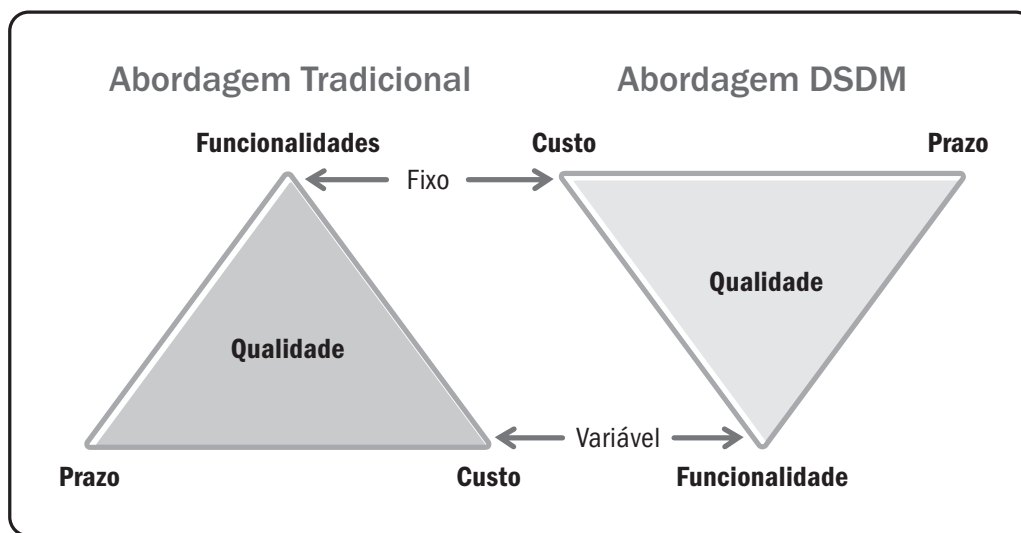 Abordagem Tradicional
Abordagem DSDM
Funcionalidades
Custo
Prazo
Fixo
Qualidade
Qualidade
Variável
Prazo
Custo
Funcionalidade